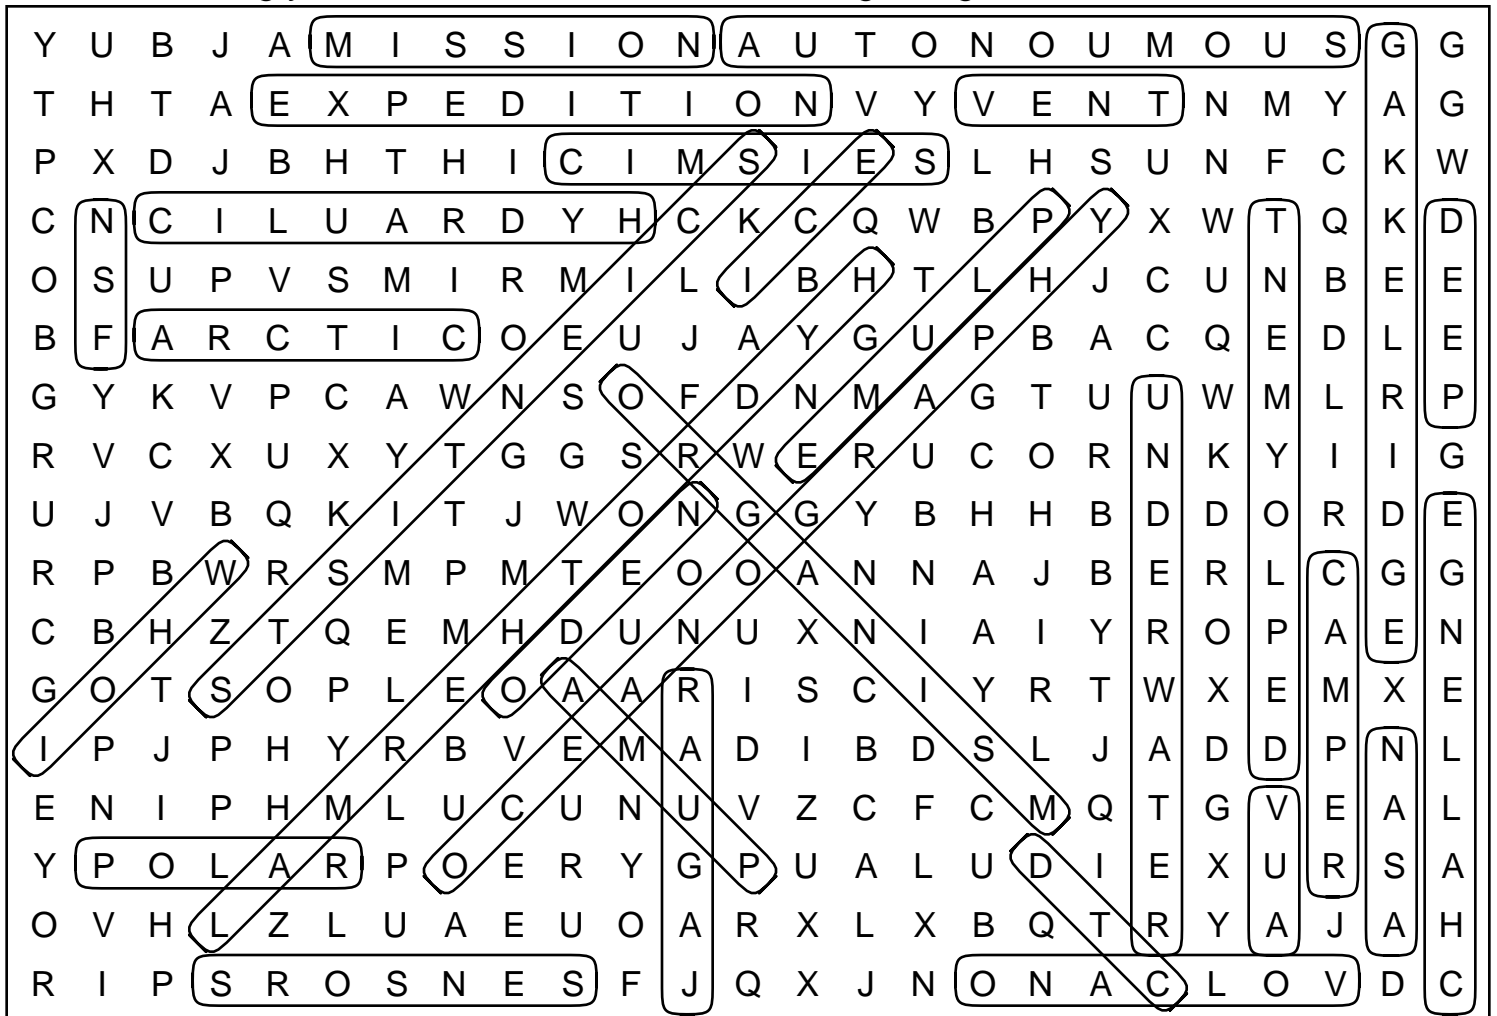 Y U B J A M I S S I O N A U T O N O U M O U S G G
T H T A E X P E D I T I O N V Y V E N T N M Y A G
P X D J B H T H I C I M S I E S L H S U N F C K W
C N C I L U A R D Y H C K C Q W B P Y X W T Q K D
O S U P V S M I R M I L I B H T L H J C U N B E E
B F A R C T I C O E U J A Y G U P B A C Q E D L E
G Y K V P C A W N S O F D N M A G T U U W M L R P
R V C X U X Y T G G S R W E R U C O R N K Y I I G
U J V B Q K I T J W O N G G Y B H H B D D O R D E
R P B W R S M P M T E O O A N N A J B E R L C G G
C B H Z T Q E M H D U N U X N I A I Y R O P A E N
G O T S O P L E O A A R I S C I Y R T W X E M X E
I P J P H Y R B V E M A D I B D S L J A D D P N L
E N I P H M L U C U N U V Z C F C M Q T G V E A L
Y P O L A R P O E R Y G P U A L U D I E X U R S A
O V H L Z L U A E U O A R X L X B Q T R Y A J A H
R I P S R O S N E S F J Q X J N O N A C L O V D C